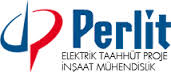 Perlit
ELEKTRİK TAAHHÜT PROJE
İNŞAAT MÜHENDİSLİK